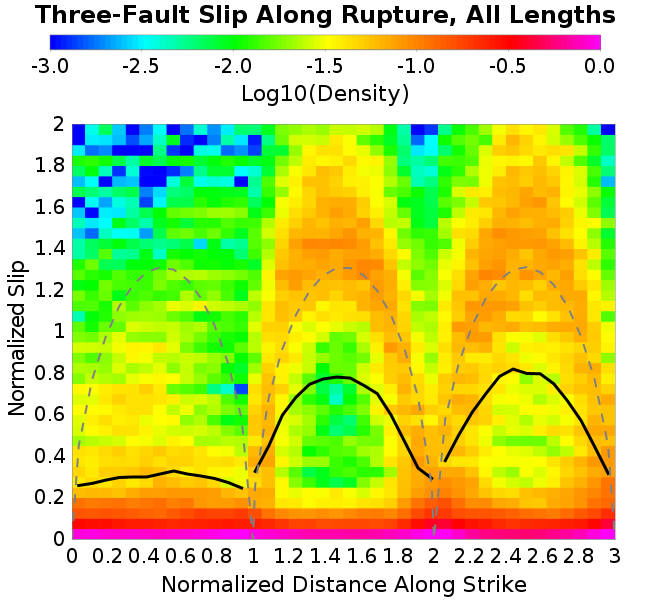 Three-Fault Slip Along Rupture, All Lengths
-3.0 -2.5 -2.0 -1.5 -1.0 -0.5 0.0
Log10(Density)
2
1.8
1.6
1.4
1.2
1
0.8
0.6
0.4
0.2
0
Normalized Slip
0 0.2 0.4 0.6 0.8 1 1.2 1.4 1.6 1.8 2 2.2 2.4 2.6 2.8 3
Normalized Distance Along Strike